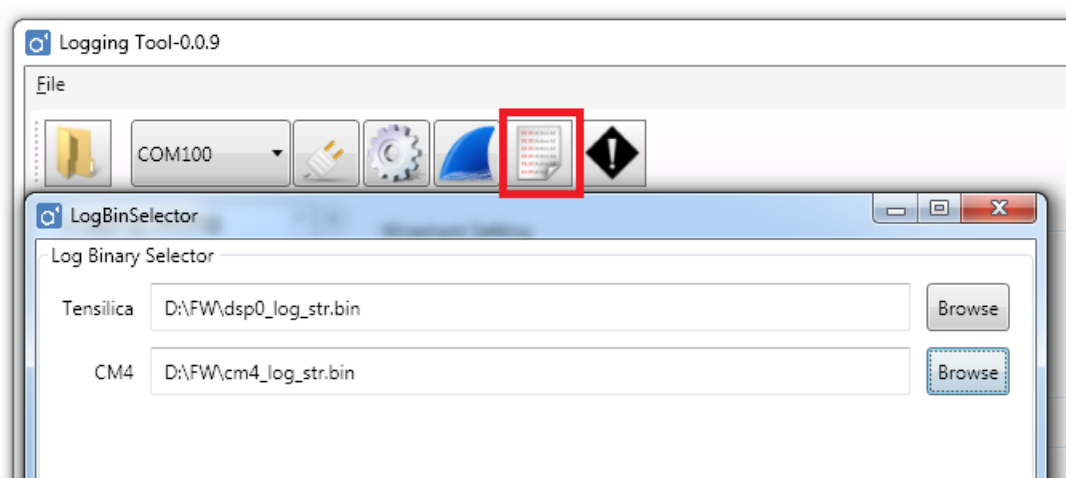 Logging Tool-0.0.9
File
COM100
LogBinSelector
Log Binary Selector
Tensilica D:\FW\dsp0_log_str.bin Browse
CM4 D:\FW\cm4_log_str.bin Browse